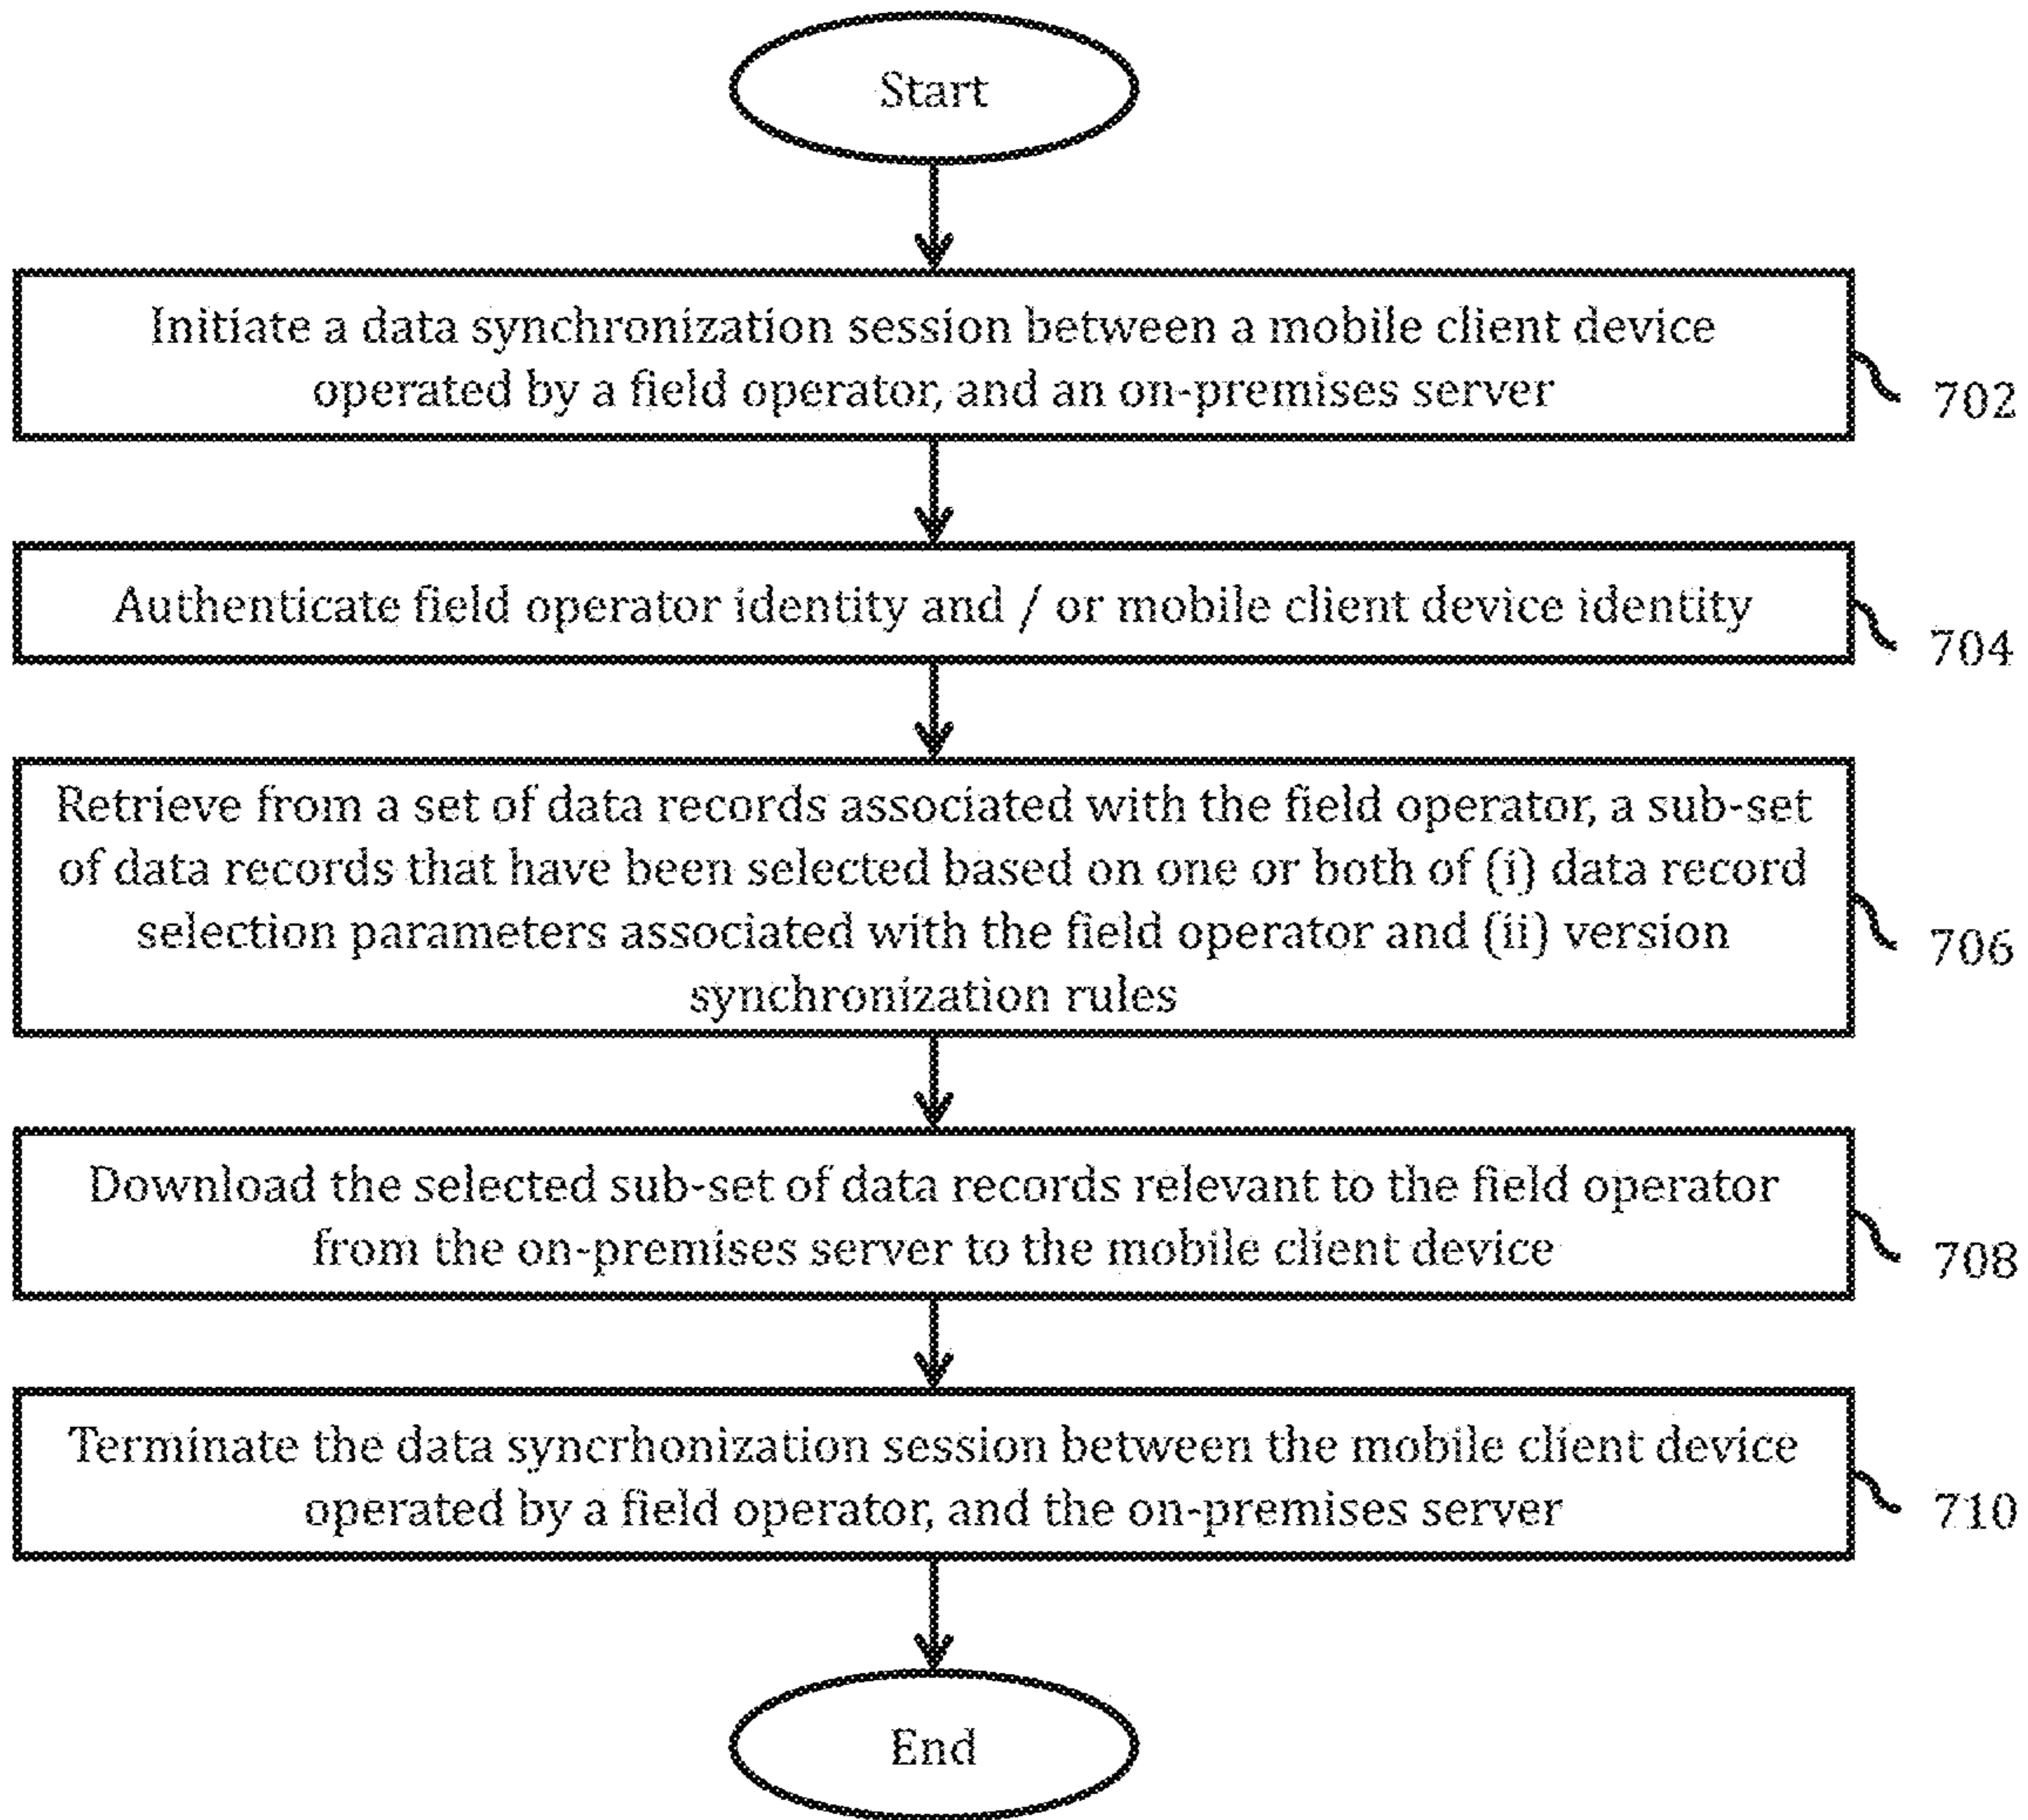 Start
Initiate a data synchronization session between a mobile client device
operated by a field operator, and an on-premises server
702
Authenticate field operator identity and / or mobile client device identity
704
Retrieve from a set of data records associated with the field operator, a sub-set
of data records that have been selected based on one or both of (i) data record
selection parameters associated with the field operator and (ii) version
synchronization rules
706
Download the selected sub-set of data records relevant to the field operator
from the on-premises server to the mobile client device
708
Terminate the data syncrhonization session between the mobile client device
operated by a field operator, and the on-premises server
710
End